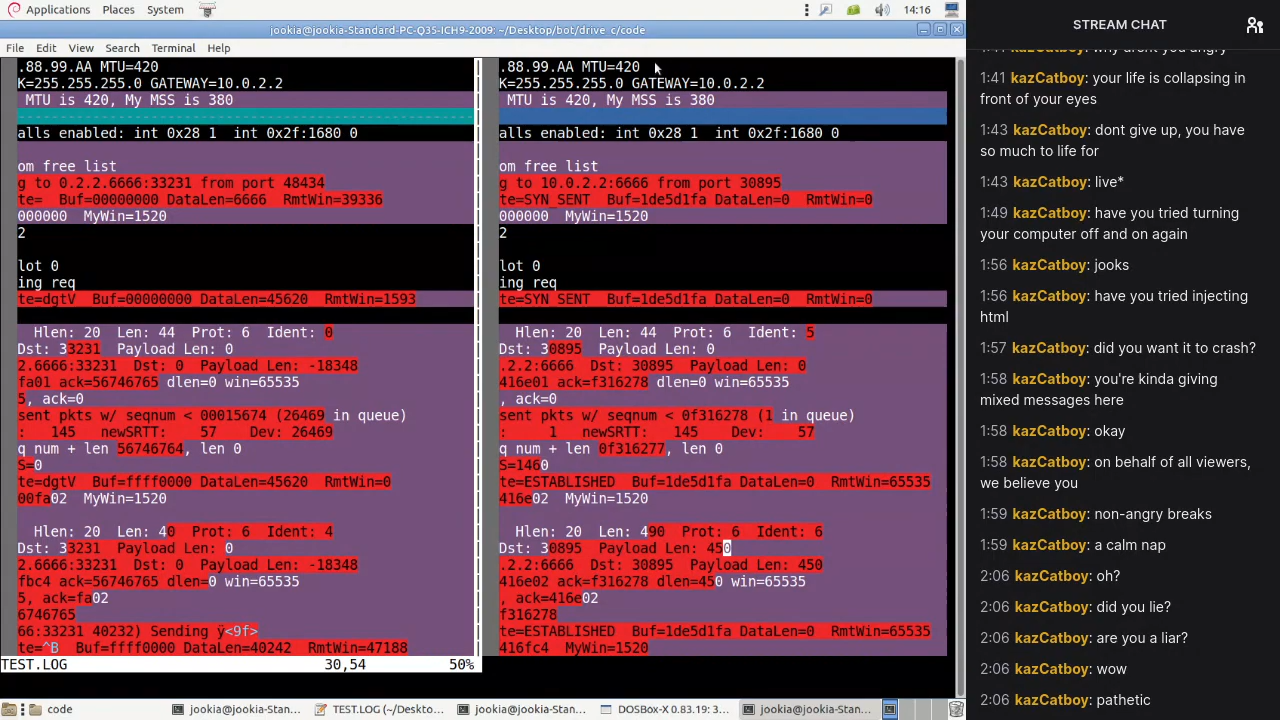 Applications Places System 14:16
jookia@jookia-Standard-PC-Q35-ICH9-2009: ~/Desktop/bot/drive_c/code
File Edit View Search Terminal Help
.88.99.AA MTU=420
K=255.255.255.0 GATEWAY=10.0.2.2
MTU is 420, My MSS is 380
--------------------------------------------------------
alls enabled: int 0x28 1 int 0x2f:1680 0
om free list
g to 0.2.2.6666:33231 from port 48434
te= Buf=00000000 DataLen=6666 RmtWin=39336
000000 MyWin=1520
2
lot 0
ing req
te=dgtV Buf=00000000 DataLen=45620 RmtWin=1593
Hlen: 20 Len: 44 Prot: 6 Ident: 0
Dst: 33231 Payload Len: 0
2.6666:33231 Dst: 0 Payload Len: -18348
fa01 ack=56746765 dlen=0 win=65535
5, ack=0
sent pkts w/ seqnum < 00015674 (26469 in queue)
: 145 newSRTT: 57 Dev: 26469
q num + len 56746764, len 0
S=0
te=dgtV Buf=ffff0000 DataLen=45620 RmtWin=0
00fa02 MyWin=1520
Hlen: 20 Len: 40 Prot: 6 Ident: 4
Dst: 33231 Payload Len: 0
2.6666:33231 Dst: 0 Payload Len: -18348
fbc4 ack=56746765 dlen=0 win=65535
5, ack=fa02
6746765
66:33231 40232) Sending ÿ<9f>
te=^B Buf=ffff0000 DataLen=40242 RmtWin=47188
TEST.LOG 30,54 50%
.88.99.AA MTU=420
K=255.255.255.0 GATEWAY=10.0.2.2
MTU is 420, My MSS is 380
alls enabled: int 0x28 1 int 0x2f:1680 0
om free list
g to 10.0.2.2:6666 from port 30895
te=SYN_SENT Buf=1de5d1fa DataLen=0 RmtWin=0
000000 MyWin=1520
2
lot 0
ing req
te=SYN_SENT Buf=1de5d1fa DataLen=0 RmtWin=0
Hlen: 20 Len: 44 Prot: 6 Ident: 5
Dst: 30895 Payload Len: 0
.2.2:6666 Dst: 30895 Payload Len: 0
416e01 ack=f316278 dlen=0 win=65535
, ack=0
sent pkts w/ seqnum < 0f316278 (1 in queue)
: 1 newSRTT: 145 Dev: 57
q num + len 0f316277, len 0
S=1460
te=ESTABLISHED Buf=1de5d1fa DataLen=0 RmtWin=65535
416e02 MyWin=1520
Hlen: 20 Len: 490 Prot: 6 Ident: 6
Dst: 30895 Payload Len: 450
.2.2:6666 Dst: 30895 Payload Len: 450
416e02 ack=f316278 dlen=450 win=65535
, ack=416e02
f316278
te=ESTABLISHED Buf=1de5d1fa DataLen=0 RmtWin=65535
416fc4 MyWin=1520
code jookia@jookia-Standa... TEST.LOG (~/Deskto... jookia@jookia-Standa... DOSBox-X 0.83.19: 3... jookia@jookia-Standa...
STREAM CHAT
1:41 kazCatboy: why arent you angry
1:41 kazCatboy: your life is collapsing in
front of your eyes
1:43 kazCatboy: dont give up, you have
so much to life for
1:43 kazCatboy: live*
1:49 kazCatboy: have you tried turning
your computer off and on again
1:56 kazCatboy: jooks
1:56 kazCatboy: have you tried injecting
html
1:57 kazCatboy: did you want it to crash?
1:58 kazCatboy: you're kinda giving
mixed messages here
1:58 kazCatboy: okay
1:58 kazCatboy: on behalf of all viewers,
we believe you
1:59 kazCatboy: non-angry breaks
1:59 kazCatboy: a calm nap
2:06 kazCatboy: oh?
2:06 kazCatboy: did you lie?
2:06 kazCatboy: are you a liar?
2:06 kazCatboy: wow
2:06 kazCatboy: pathetic